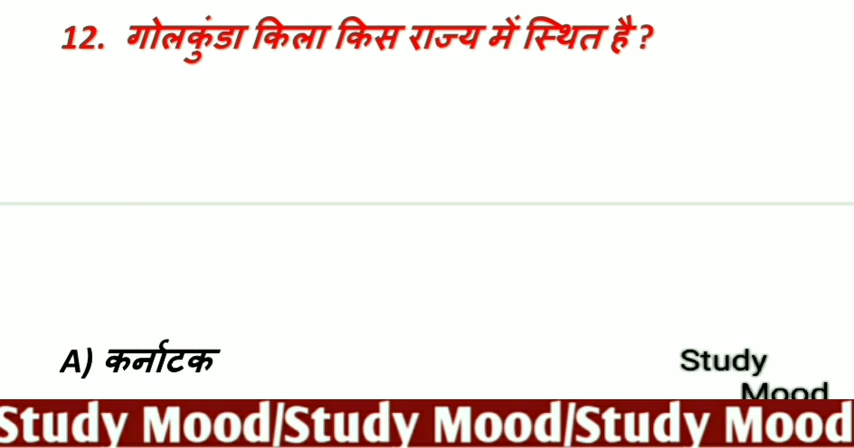 12. गोलकुंडा किला किस राज्य में स्थित है ?
A) कर्नाटक
Study
Mood
Study Mood/Study Mood/Study Mood